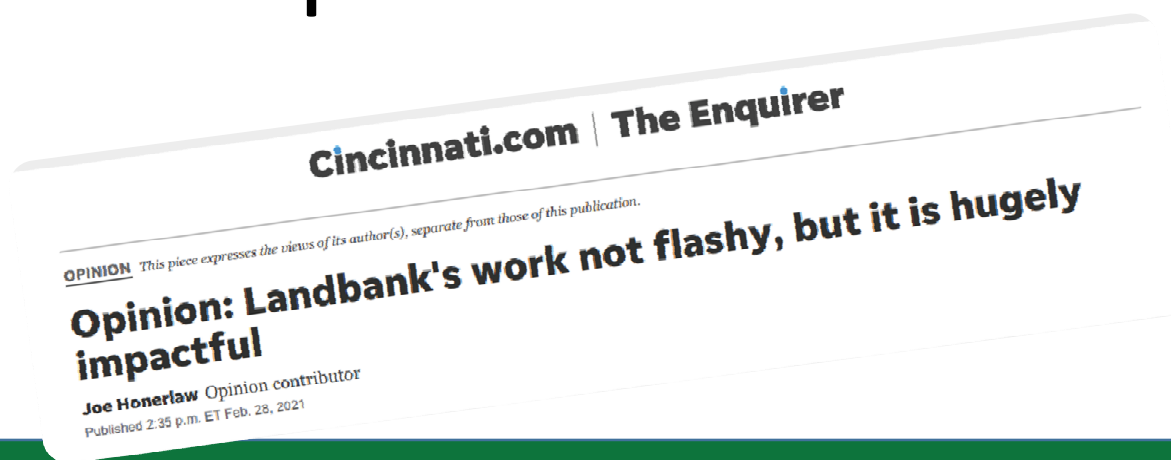 Cincinnati.com | The Enquirer
OPINION This piece expresses the views of its author(s), separate from those of this publication.
Opinion: Landbank's work not flashy, but it is hugely
impactful
Joe Honerlaw Opinion contributor
Published 2:35 p.m. ET Feb. 28, 2021